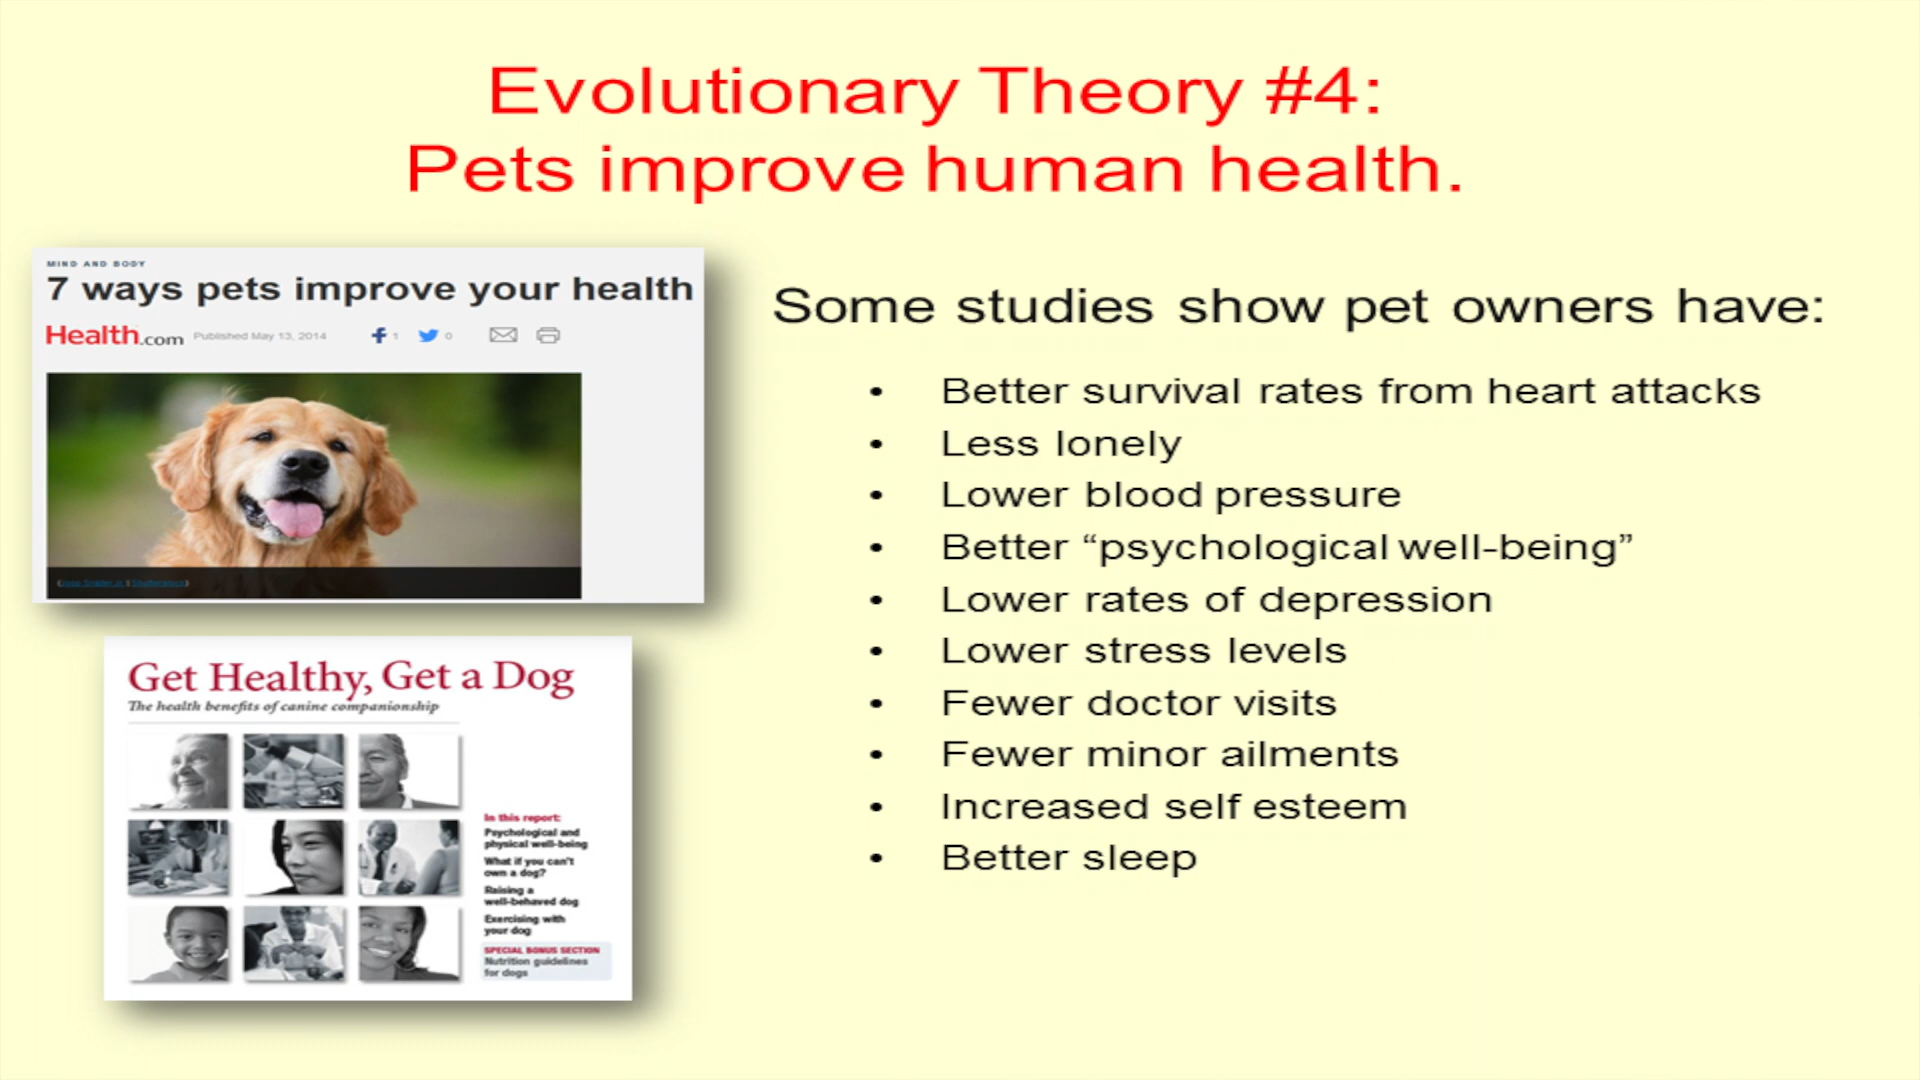 Evolutionary Theory #4:
Pets improve human health.
MIND AND BODY
7 ways pets improve your health
Health.com Published May 13, 2014 1 0
Some studies show pet owners have:
• Better survival rates from heart attacks
• Less lonely
• Lower blood pressure
• Better “psychological well-being”
• Lower rates of depression
• Lower stress levels
• Fewer doctor visits
• Fewer minor ailments
• Increased self esteem
• Better sleep
Get Healthy, Get a Dog
The health benefits of canine companionship
In this report:
Psychological and
physical well-being
What if you can't
own a dog?
Raising a
well-behaved dog
Exercising with
your dog
SPECIAL BONUS SECTION
Nutrition guidelines
for dogs